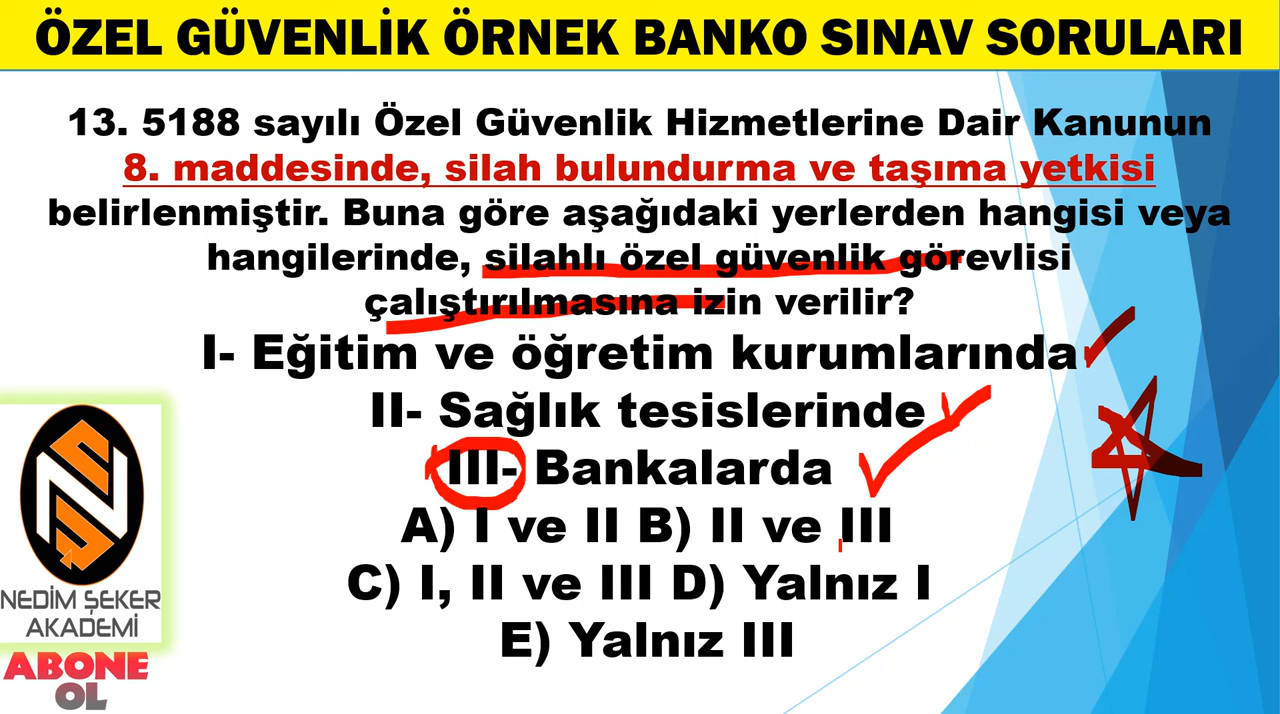 ÖZEL GÜVENLİK ÖRNEK BANKO SINAV SORULARI
13. 5188 sayılı Özel Güvenlik Hizmetlerine Dair Kanunun
8. maddesinde, silah bulundurma ve taşıma yetkisi
belirlenmiştir. Buna göre aşağıdaki yerlerden hangisi veya
hangilerinde, silahlı özel güvenlik görevlisi
çalıştırılmasına izin verilir?
I- Eğitim ve öğretim kurumlarında
II- Sağlık tesislerinde
III- Bankalarda
A) I ve II B) II ve III
C) I, II ve III D) Yalnız I
E) Yalnız III
NEDİM ŞEKER
AKADEMİ
ABONE
OL